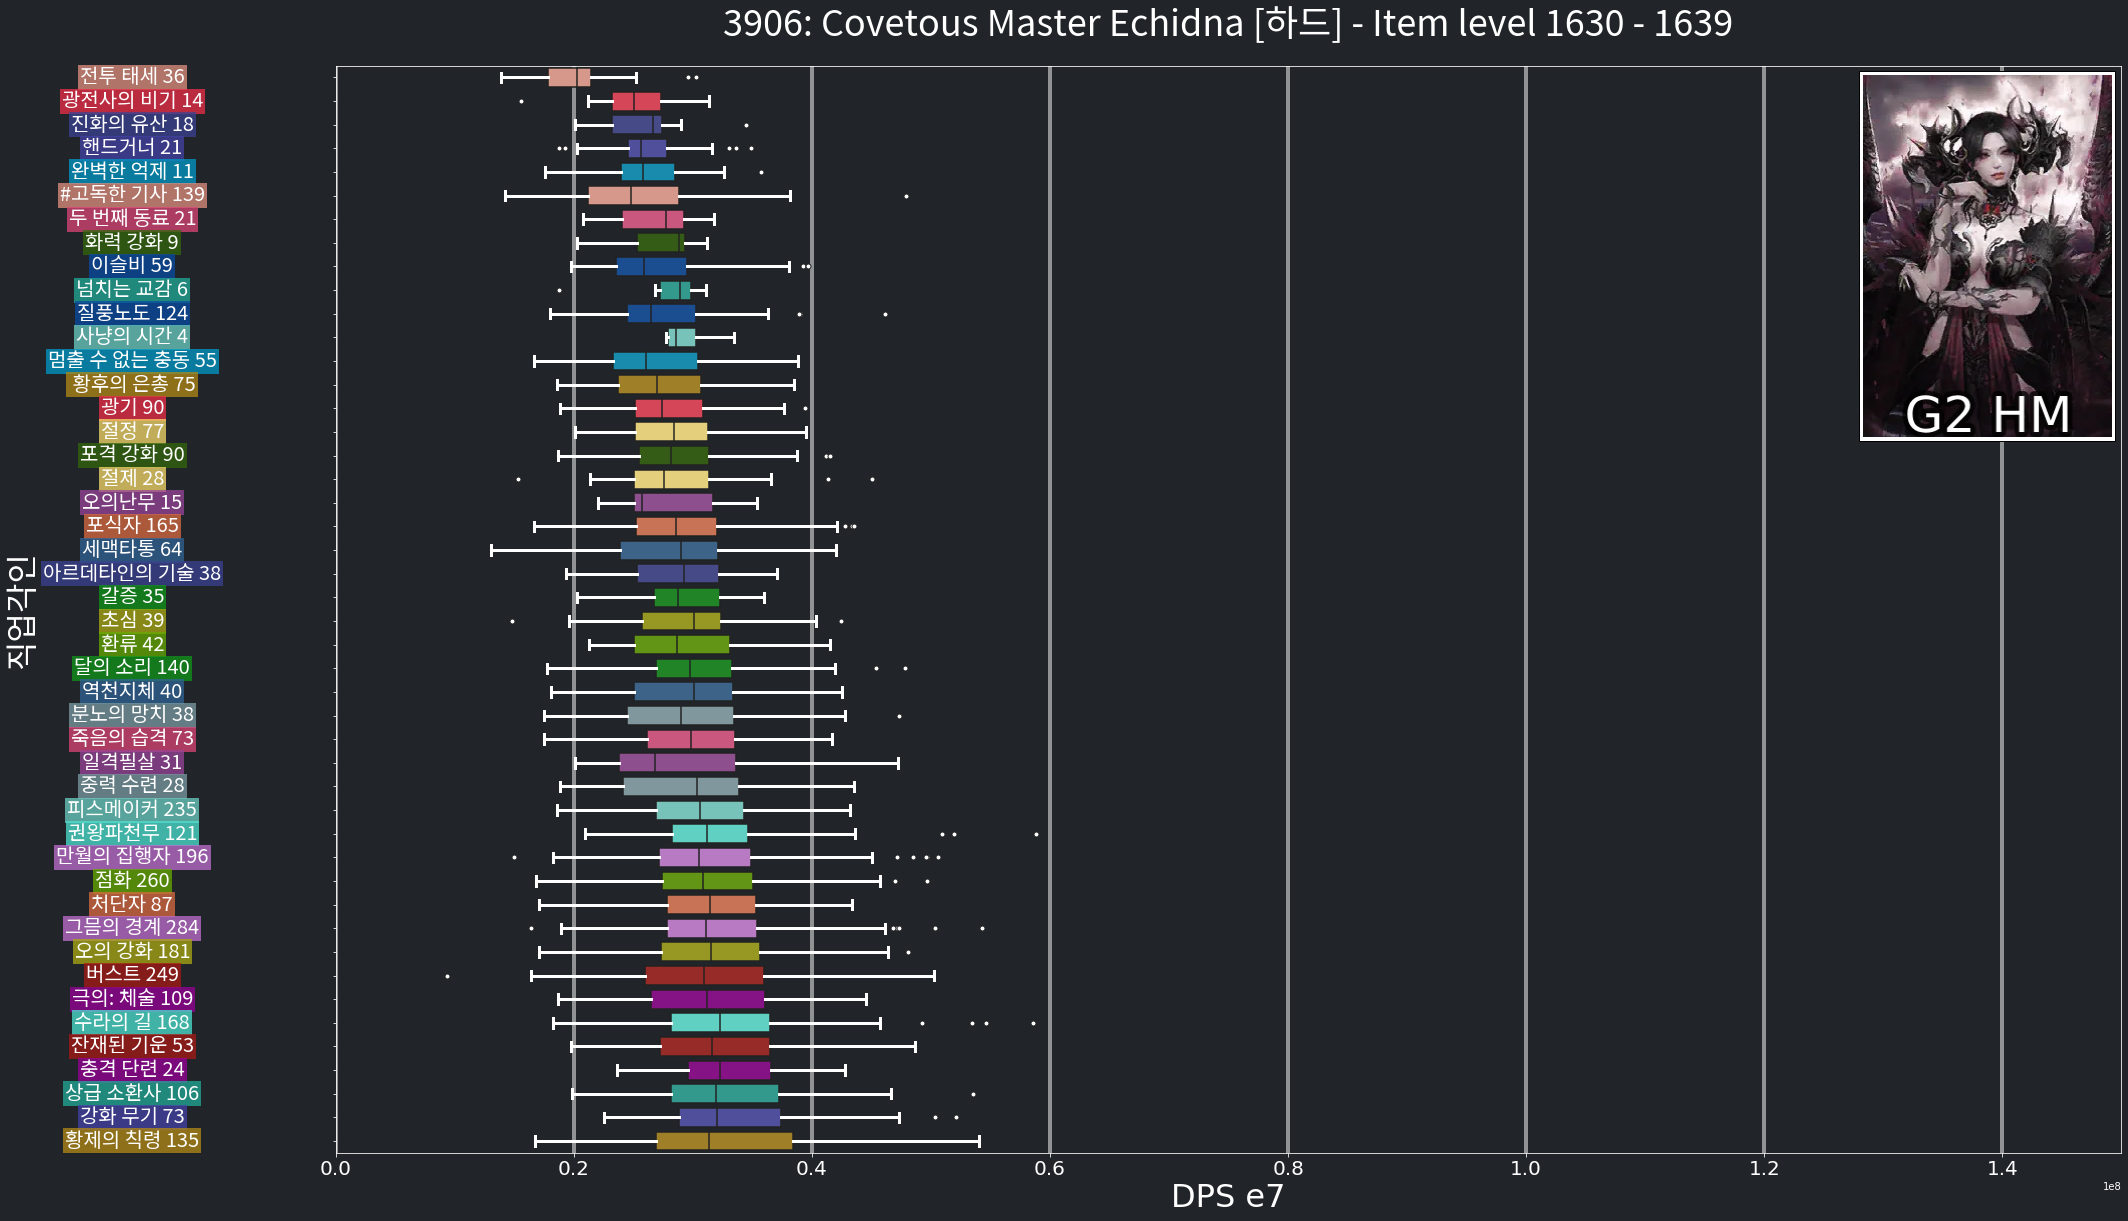 3906: Covetous Master Echidna [하드] - Item level 1630 - 1639
직업각인
전투 태세 36
광전사의 비기 14
진화의 유산 18
핸드거너 21
완벽한 억제 11
#고독한 기사 139
두 번째 동료 21
화력 강화 9
이슬비 59
넘치는 교감 6
질풍노도 124
사냥의 시간 4
멈출 수 없는 충동 55
황후의 은총 75
광기 90
절정 77
포격 강화 90
절제 28
오의난무 15
포식자 165
세맥타통 64
아르데타인의 기술 38
갈증 35
초심 39
환류 42
달의 소리 140
역천지체 40
분노의 망치 38
죽음의 습격 73
일격필살 31
중력 수련 28
피스메이커 235
권왕파천무 121
만월의 집행자 196
점화 260
처단자 87
그믐의 경계 284
오의 강화 181
버스트 249
극의: 체술 109
수라의 길 168
잔재된 기운 53
충격 단련 24
상급 소환사 106
강화 무기 73
황제의 칙령 135
G2 HM
0.0 0.2 0.4 0.6 0.8 1.0 1.2 1.4
1e8
DPS e7